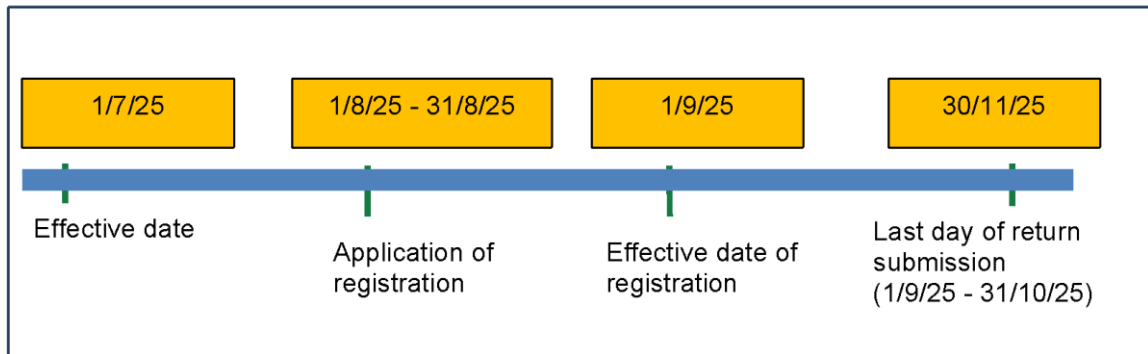 1/7/25
1/8/25 - 31/8/25
1/9/25
30/11/25
Effective date
Application of
registration
Effective date of
registration
Last day of return
submission
(1/9/25 - 31/10/25)